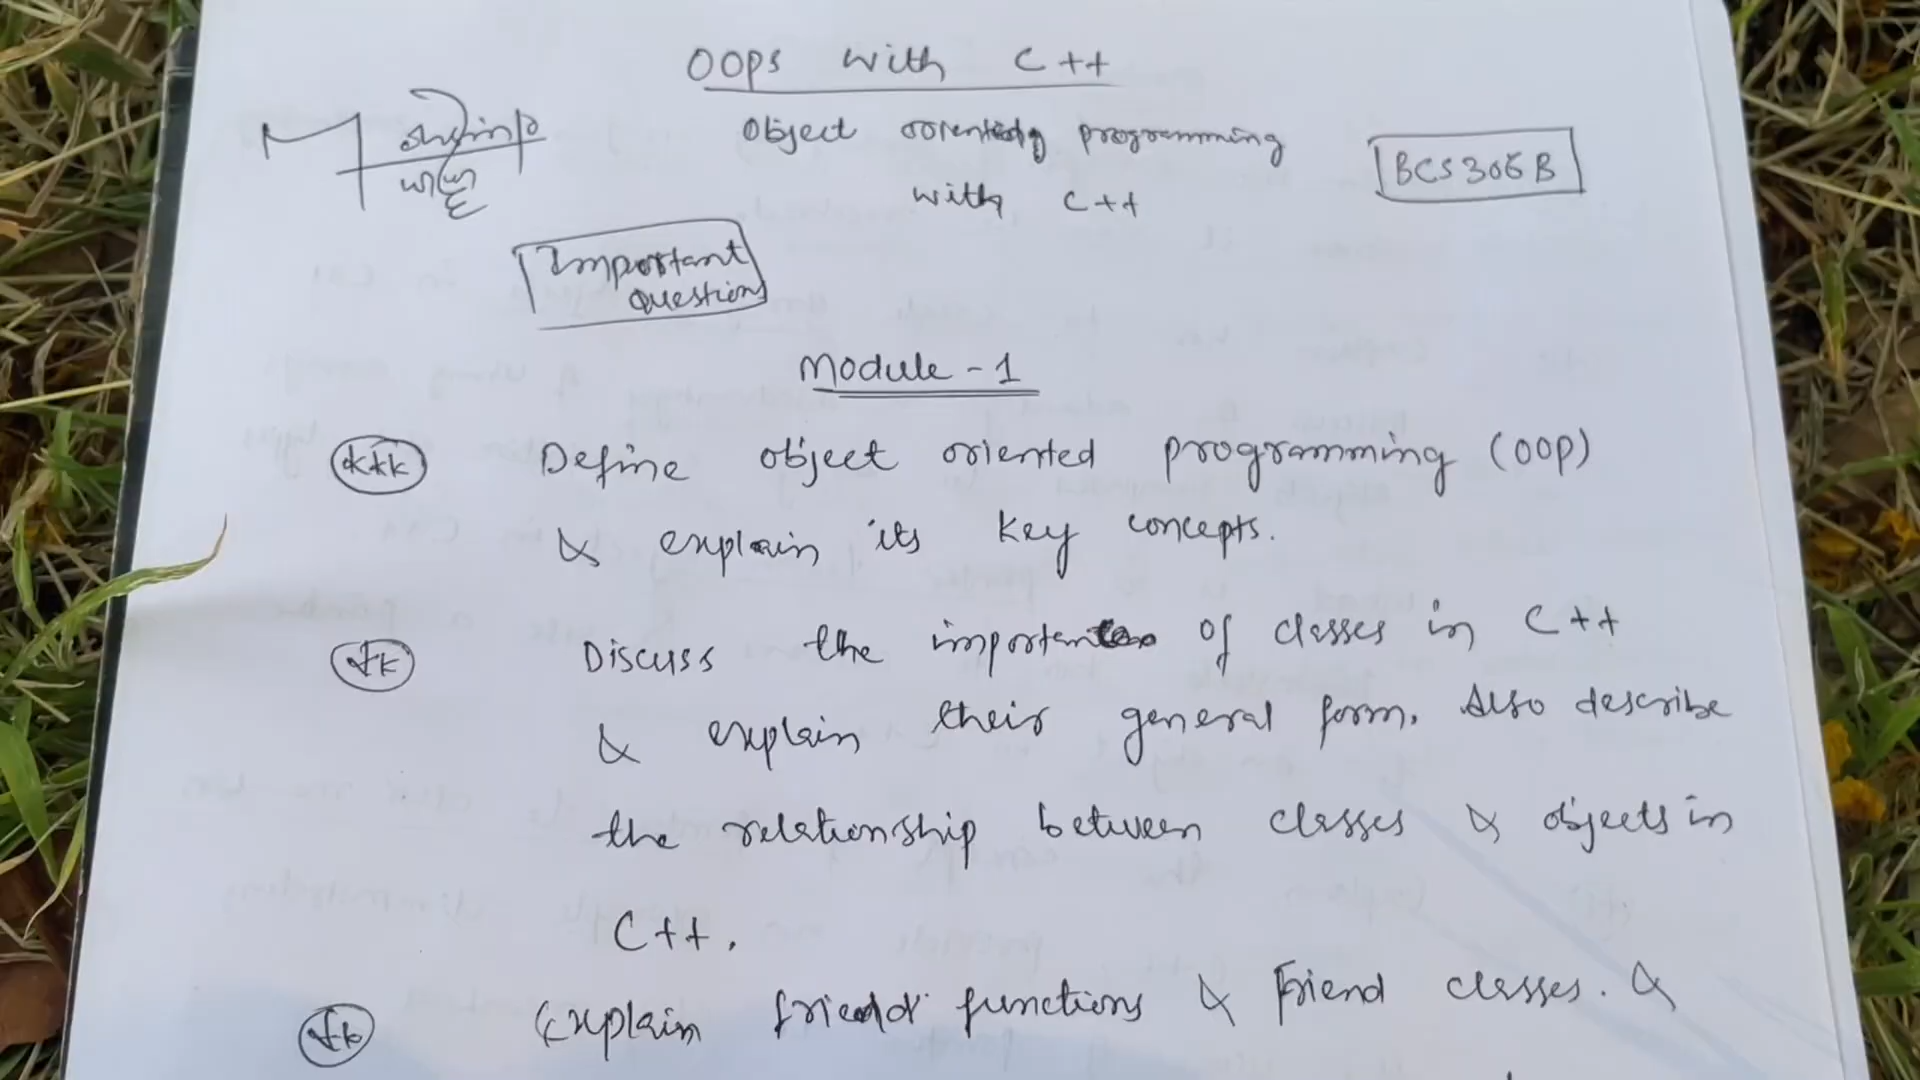 OOPS with C++
Object oriented programming
with C++
BCS306B
Important
Questions
Module - 1
Define object oriented programming (OOP)
& explain its key concepts.
Discuss the importance of classes in C++
& explain their general form. Also describe
the relationship between classes & objects in
C++.
Explain friend functions & Friend classes. &